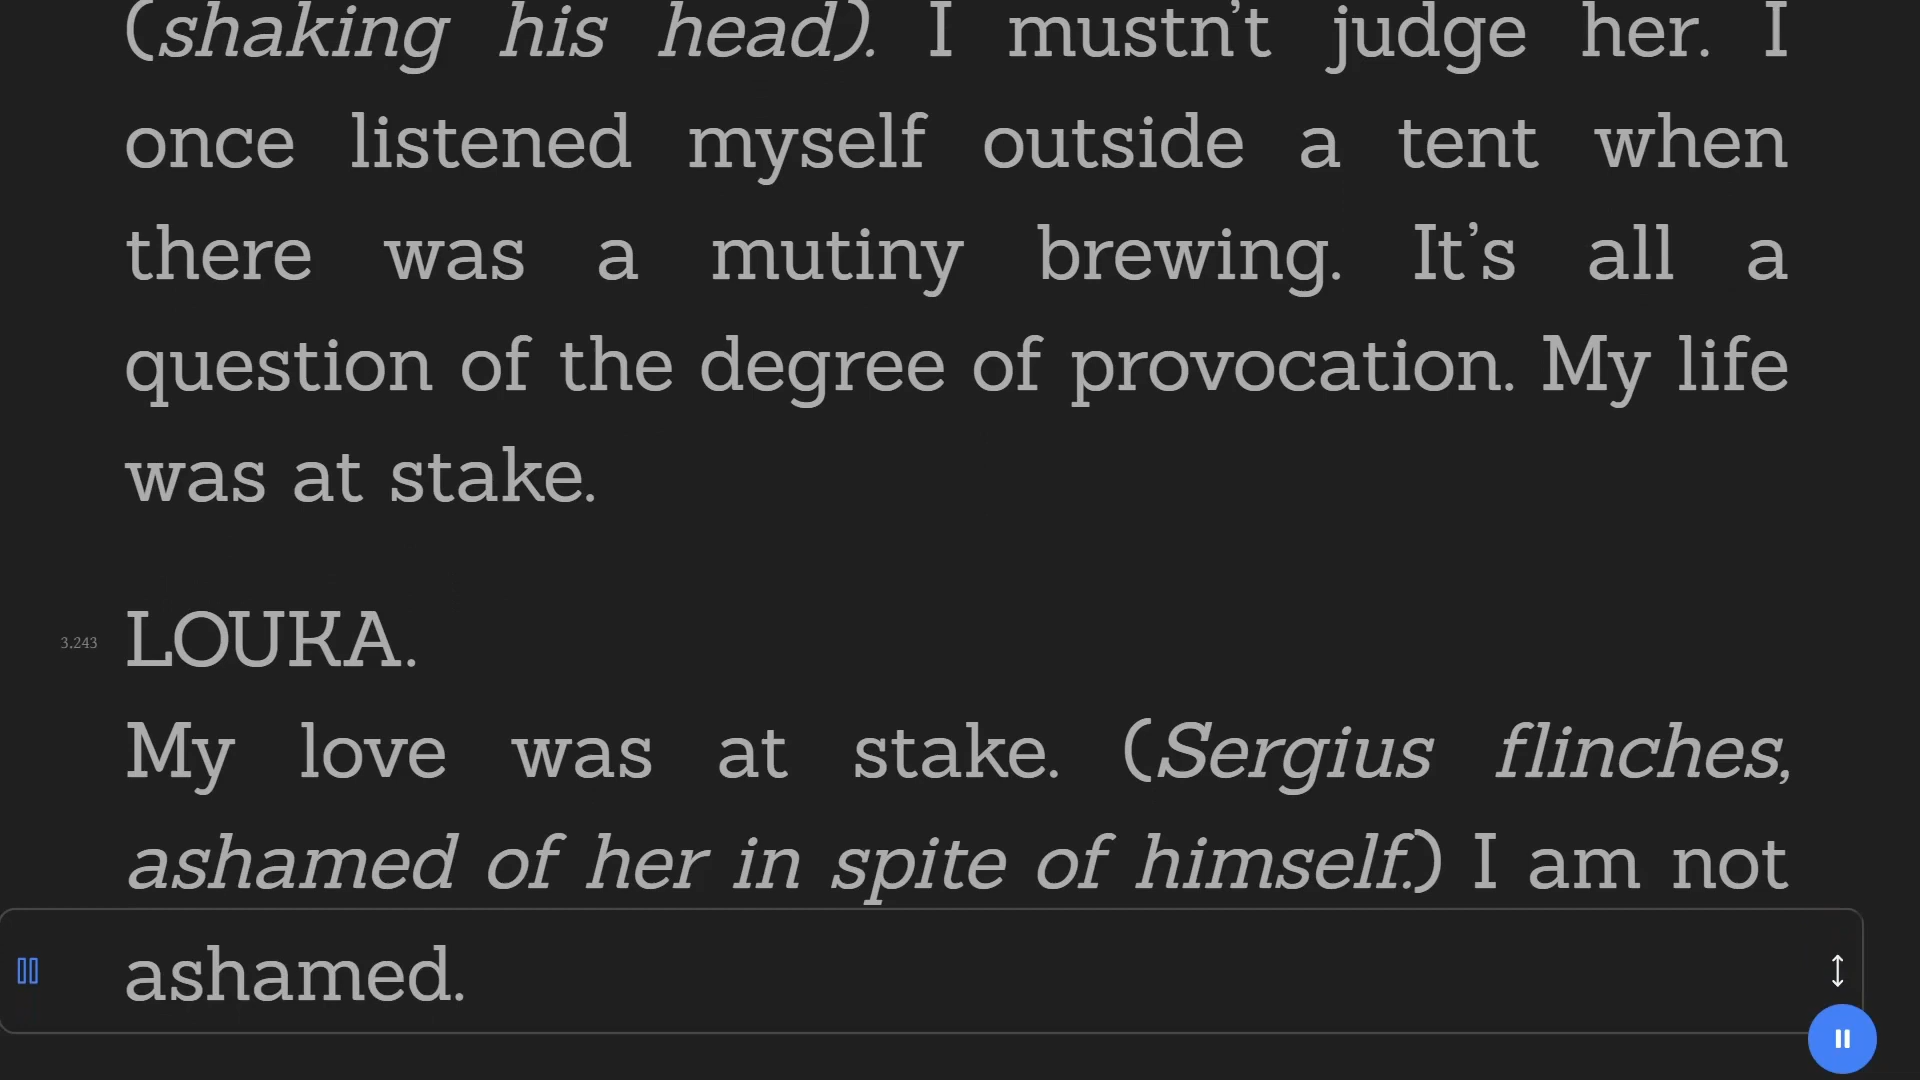 (shaking his head). I mustn’t judge her. I
once listened myself outside a tent when
there was a mutiny brewing. It’s all a
question of the degree of provocation. My life
was at stake.
3,243
LOUKA.
My love was at stake. (Sergius flinches,
ashamed of her in spite of himself.) I am not
ashamed.